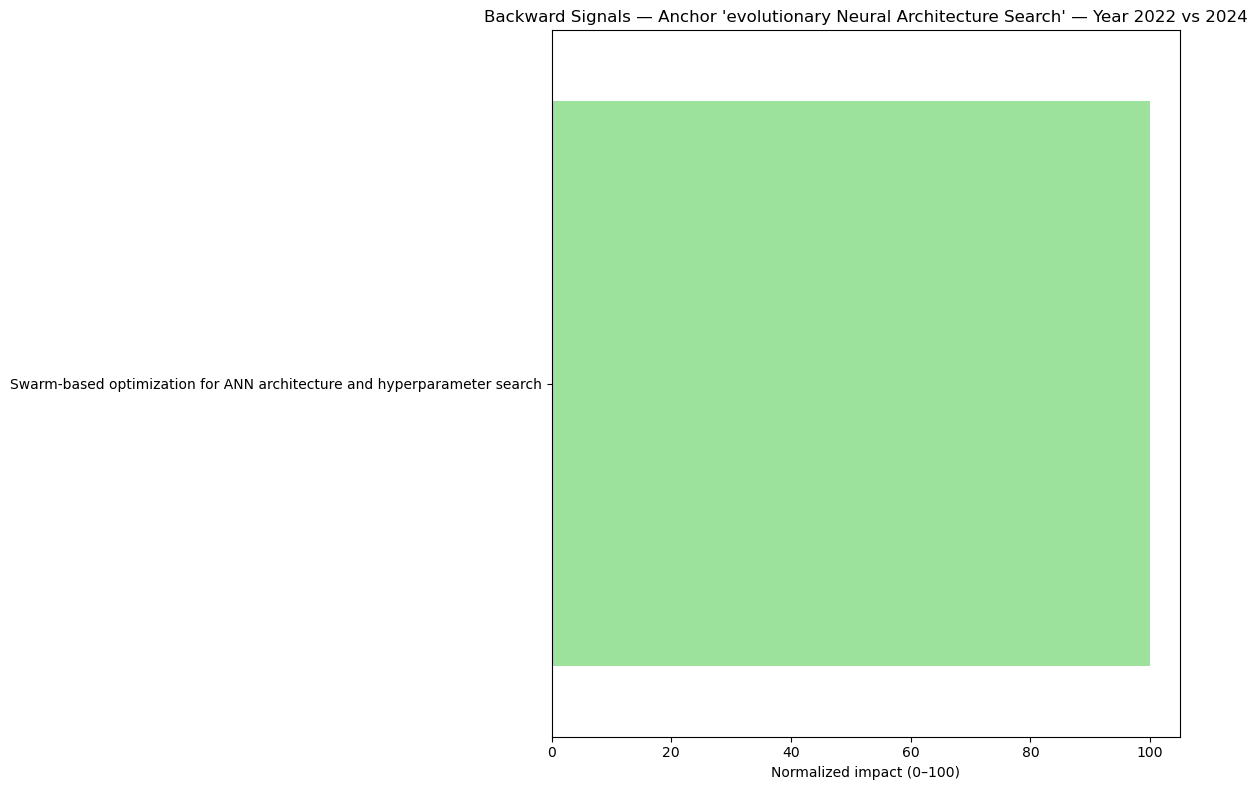 Backward Signals — Anchor 'evolutionary Neural Architecture Search' — Year 2022 vs 2024
Swarm-based optimization for ANN architecture and hyperparameter search
0 20 40 60 80 100
Normalized impact (0–100)